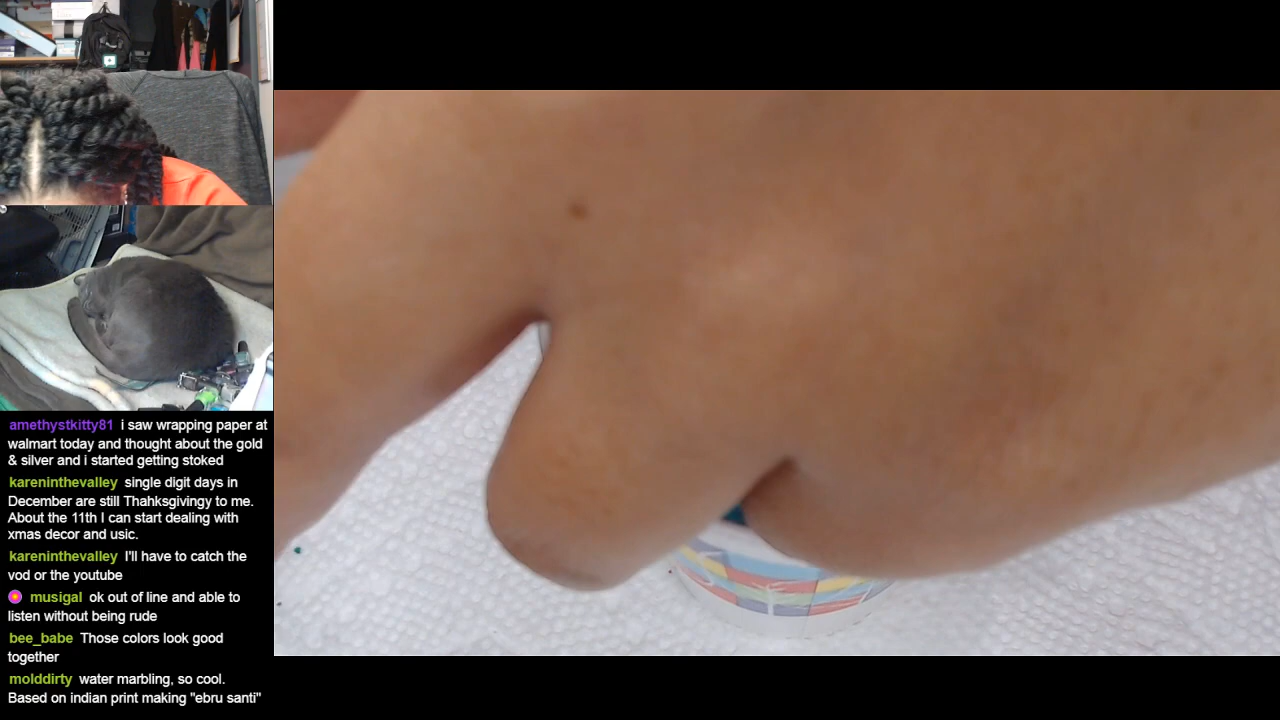 amethystkitty81 i saw wrapping paper at
walmart today and thought about the gold
& silver and i started getting stoked
kareninthevalley single digit days in
December are still Thahksgivingy to me.
About the 11th I can start dealing with
xmas decor and usic.
kareninthevalley I'll have to catch the
vod or the youtube
musigal ok out of line and able to
listen without being rude
bee_babe Those colors look good
together
molddirty water marbling, so cool.
Based on indian print making "ebru santi"